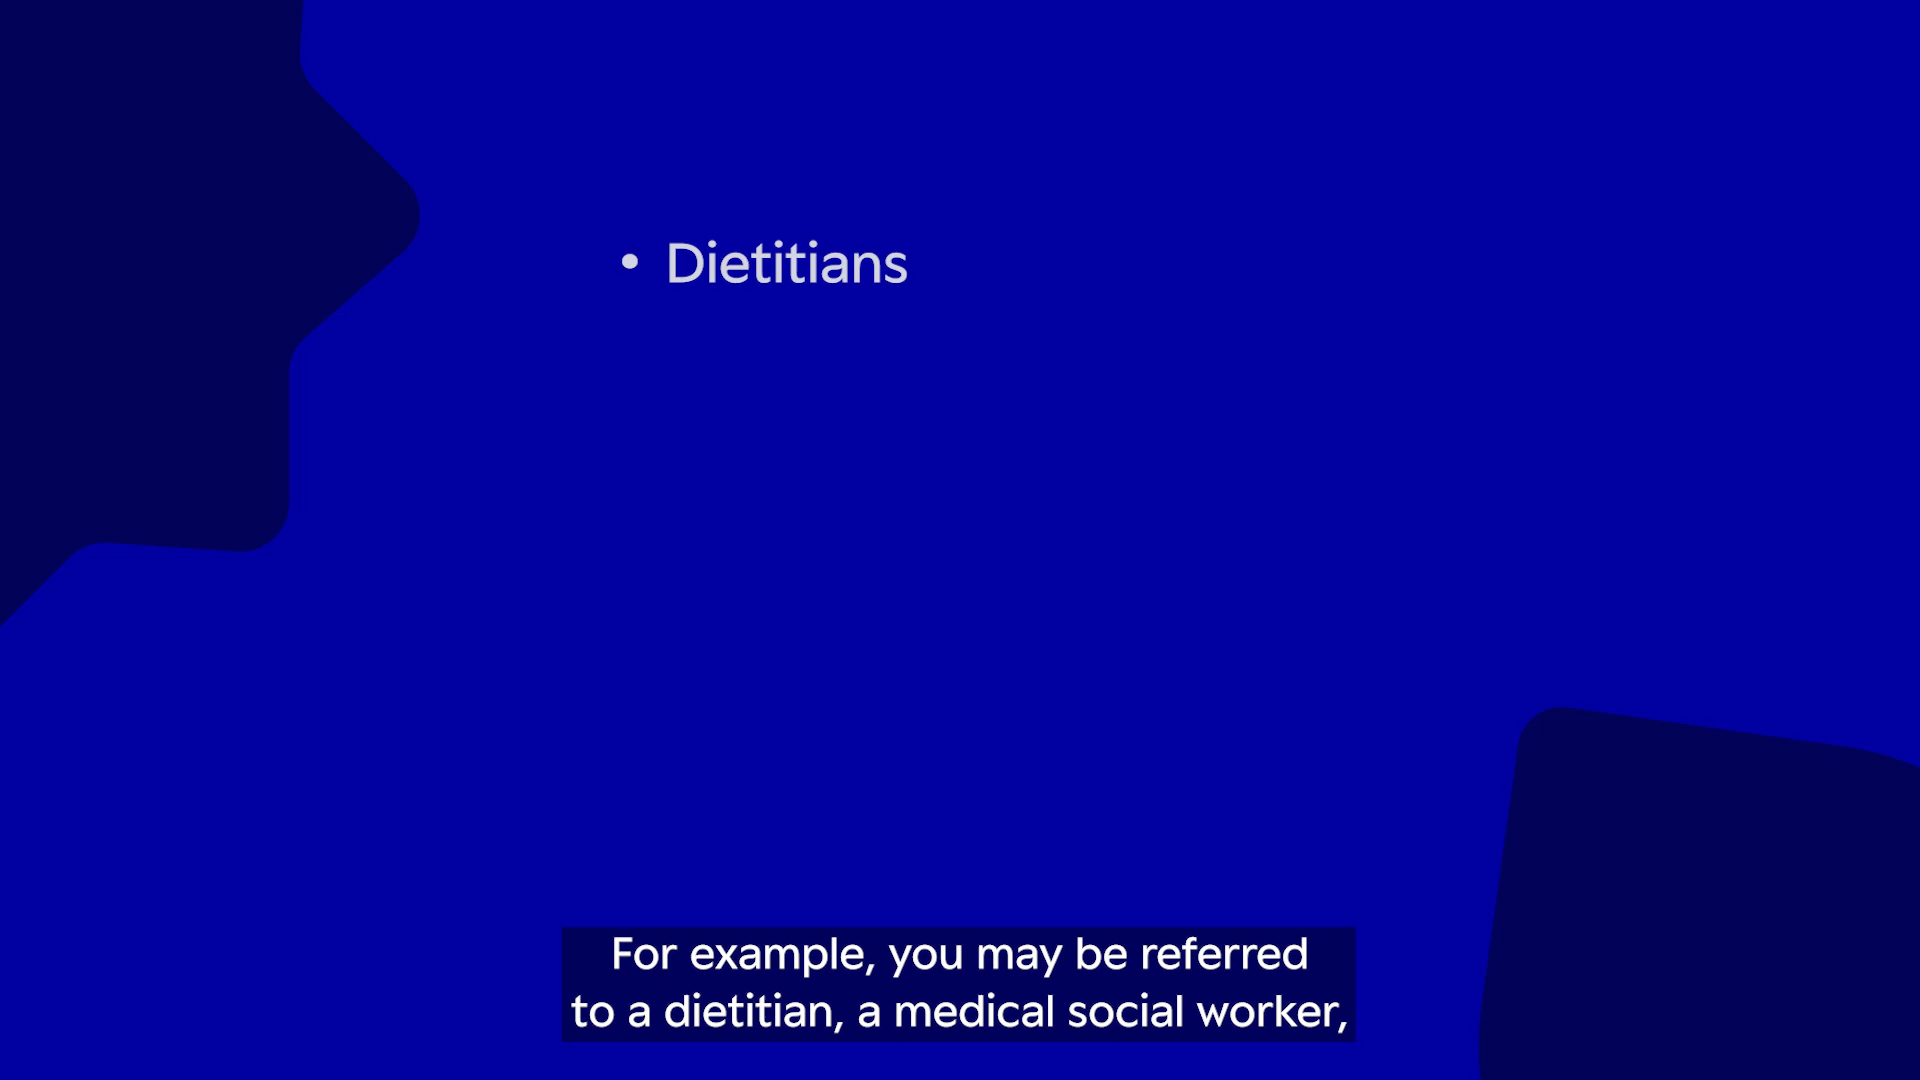 • Dietitians
For example, you may be referred
to a dietitian, a medical social worker,